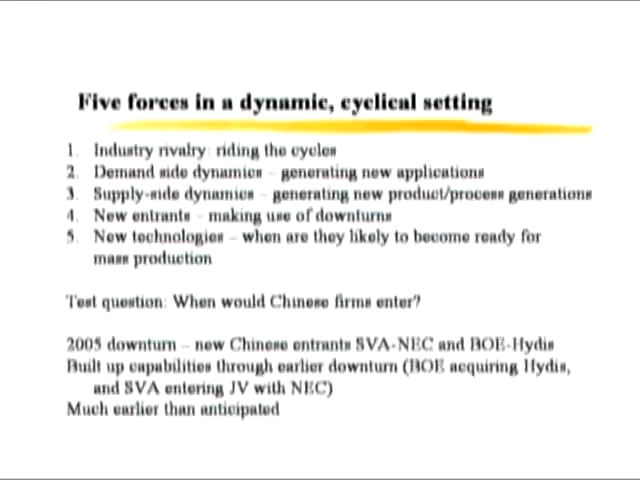 Five forces in a dynamic, cyclical setting
1. Industry rivalry: riding the cycles
2. Demand side dynamics – generating new applications
3. Supply-side dynamics – generating new product/process generations
4. New entrants – making use of downturns
5. New technologies – when are they likely to become ready for
mass production
Test question: When would Chinese firms enter?
2005 downturn – new Chinese entrants SVA-NEC and BOE-Hydis
Built up capabilities through earlier downturn (BOE acquiring Hydis,
and SVA entering JV with NEC)
Much earlier than anticipated